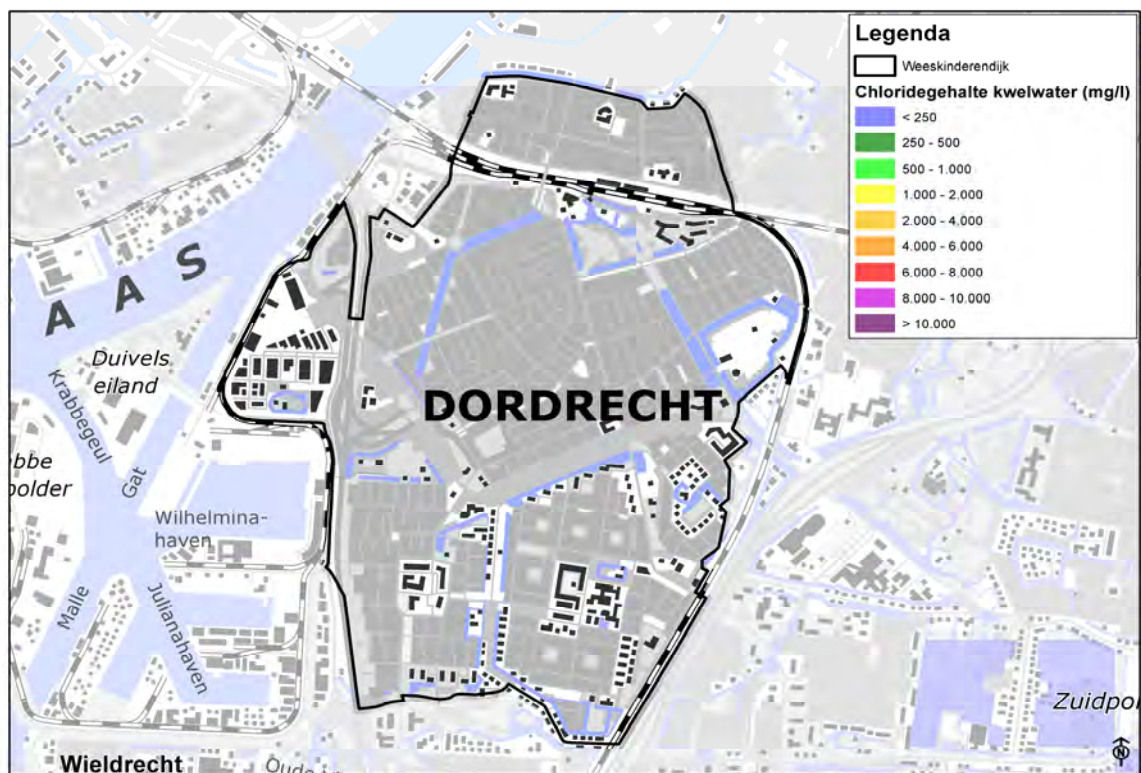 Legenda
Weeskinderendijk
Chloridegehalte kwelwater (mg/l)
< 250
250 - 500
500 - 1.000
1.000 - 2.000
2.000 - 4.000
4.000 - 6.000
6.000 - 8.000
8.000 - 10.000
> 10.000
A A S
Duivels
eiland
Krabbegeul
DORDRECHT
bbe
polder
Gat
Wilhelmina-
haven
Malle
Julianahaven
Zuidpol
Wieldrecht
N